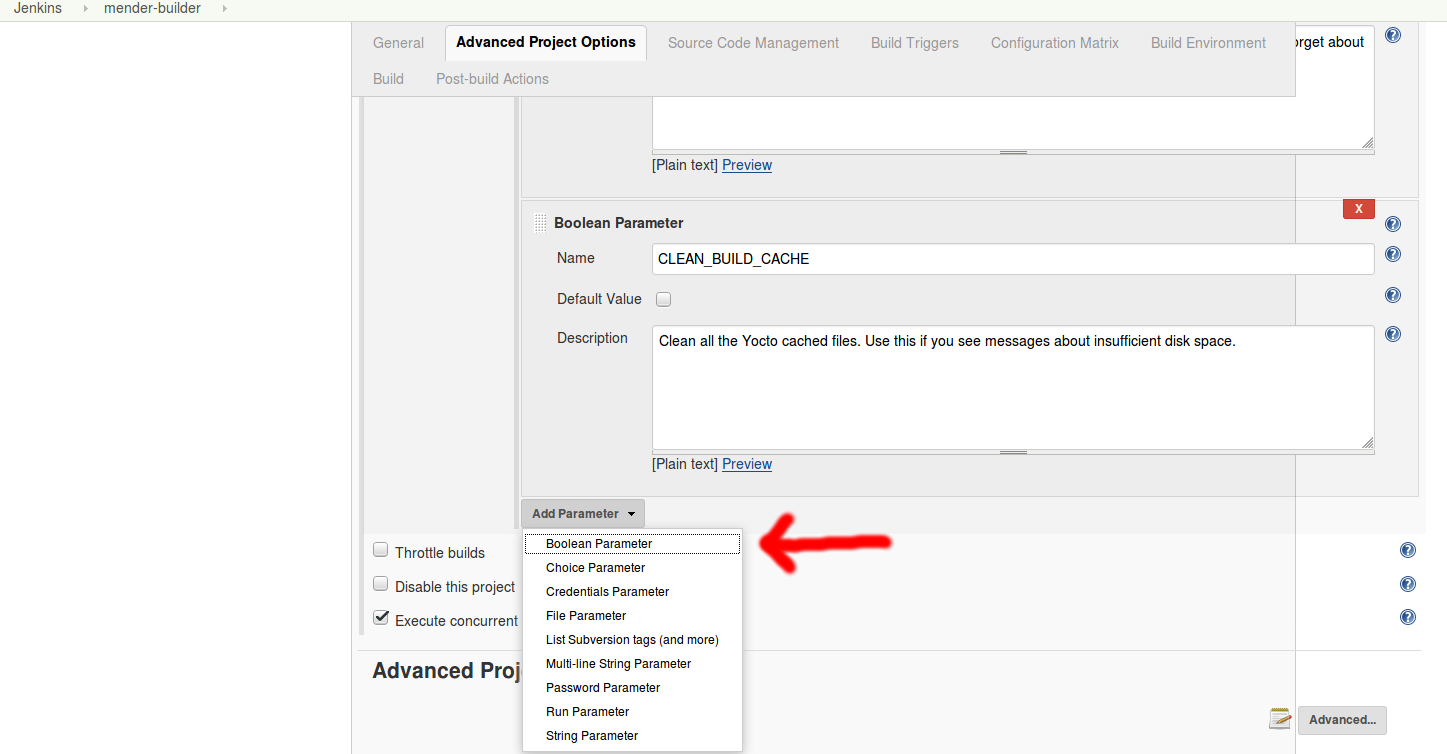 Jenkins mender-builder
General Advanced Project Options Source Code Management Build Triggers Configuration Matrix Build Environment
orget about
Build Post-build Actions
[Plain text] Preview
X
Boolean Parameter
Name CLEAN_BUILD_CACHE
Default Value
Description Clean all the Yocto cached files. Use this if you see messages about insufficient disk space.
[Plain text] Preview
Add Parameter
Boolean Parameter
Throttle builds
Choice Parameter
Disable this project
Credentials Parameter
File Parameter
Execute concurrent
List Subversion tags (and more)
Multi-line String Parameter
Advanced Proj
Password Parameter
Run Parameter
Advanced...
String Parameter